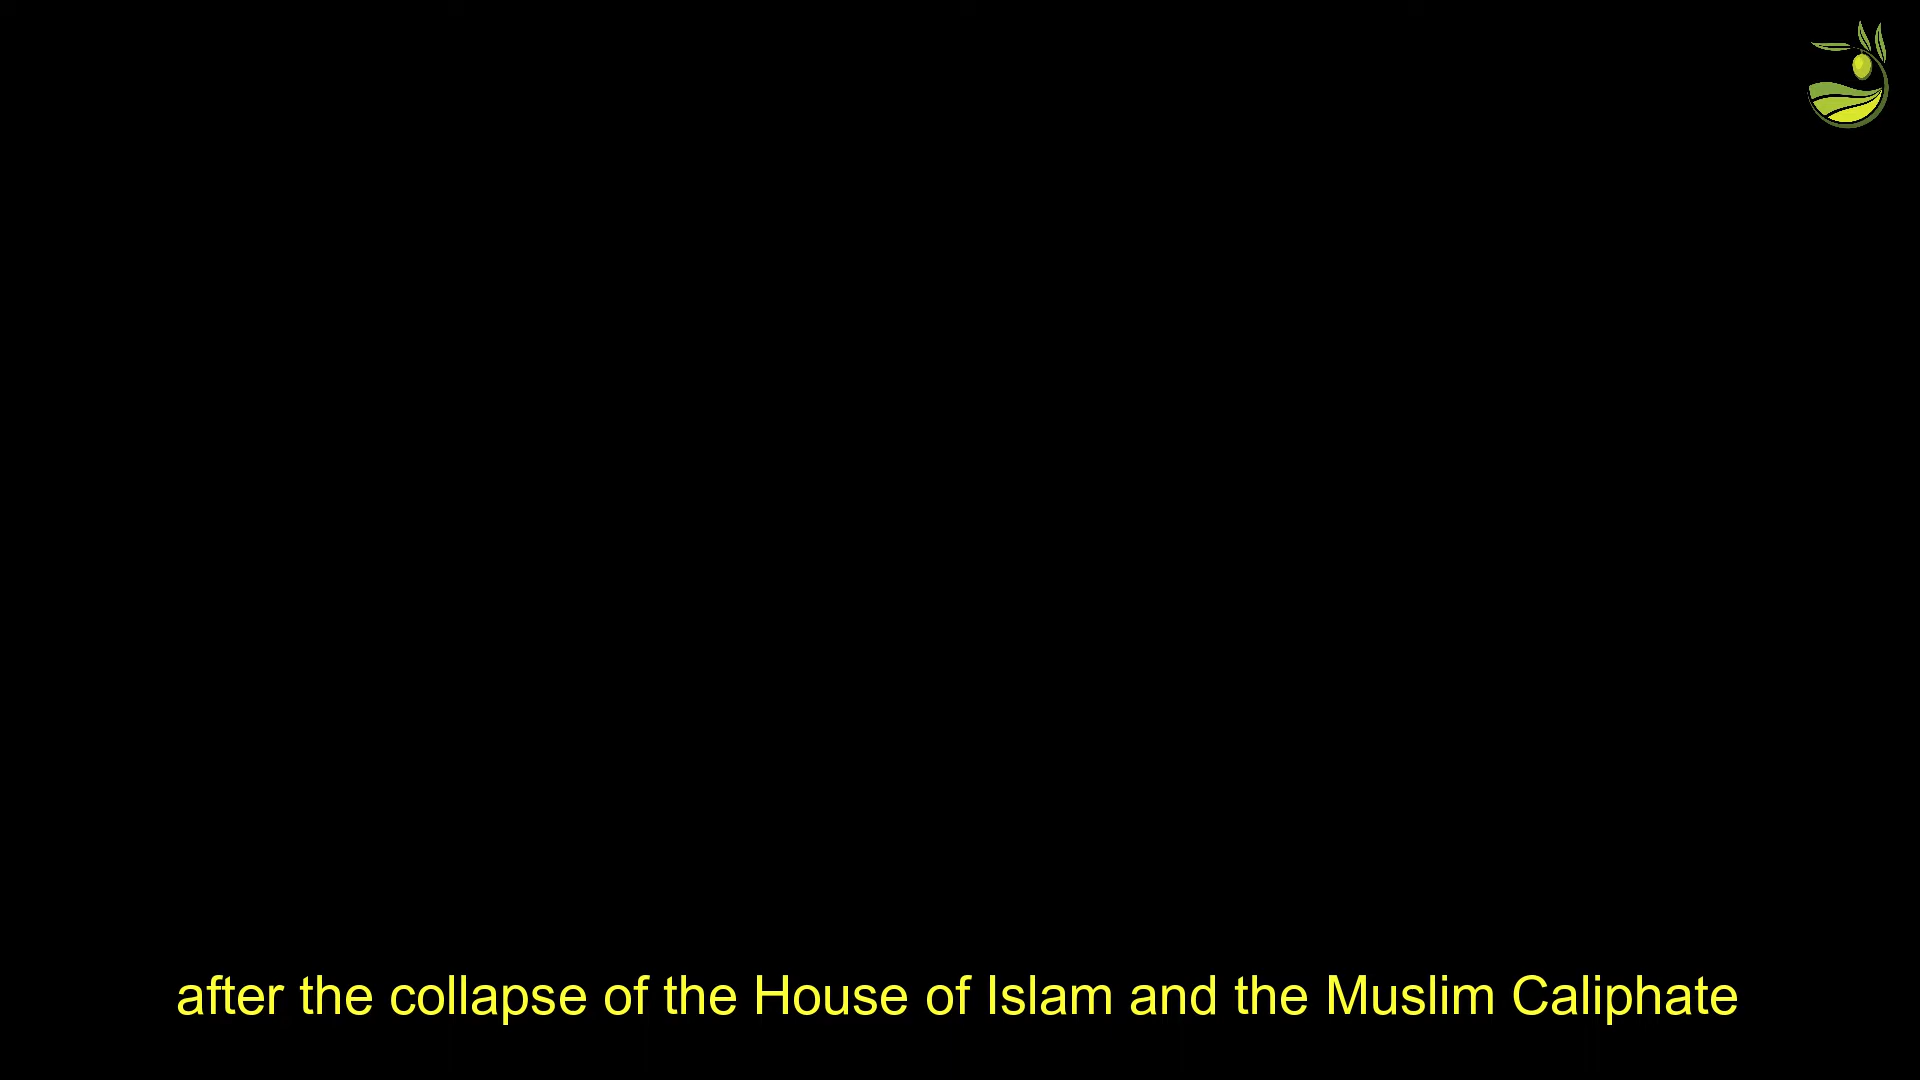 after the collapse of the House of Islam and the Muslim Caliphate